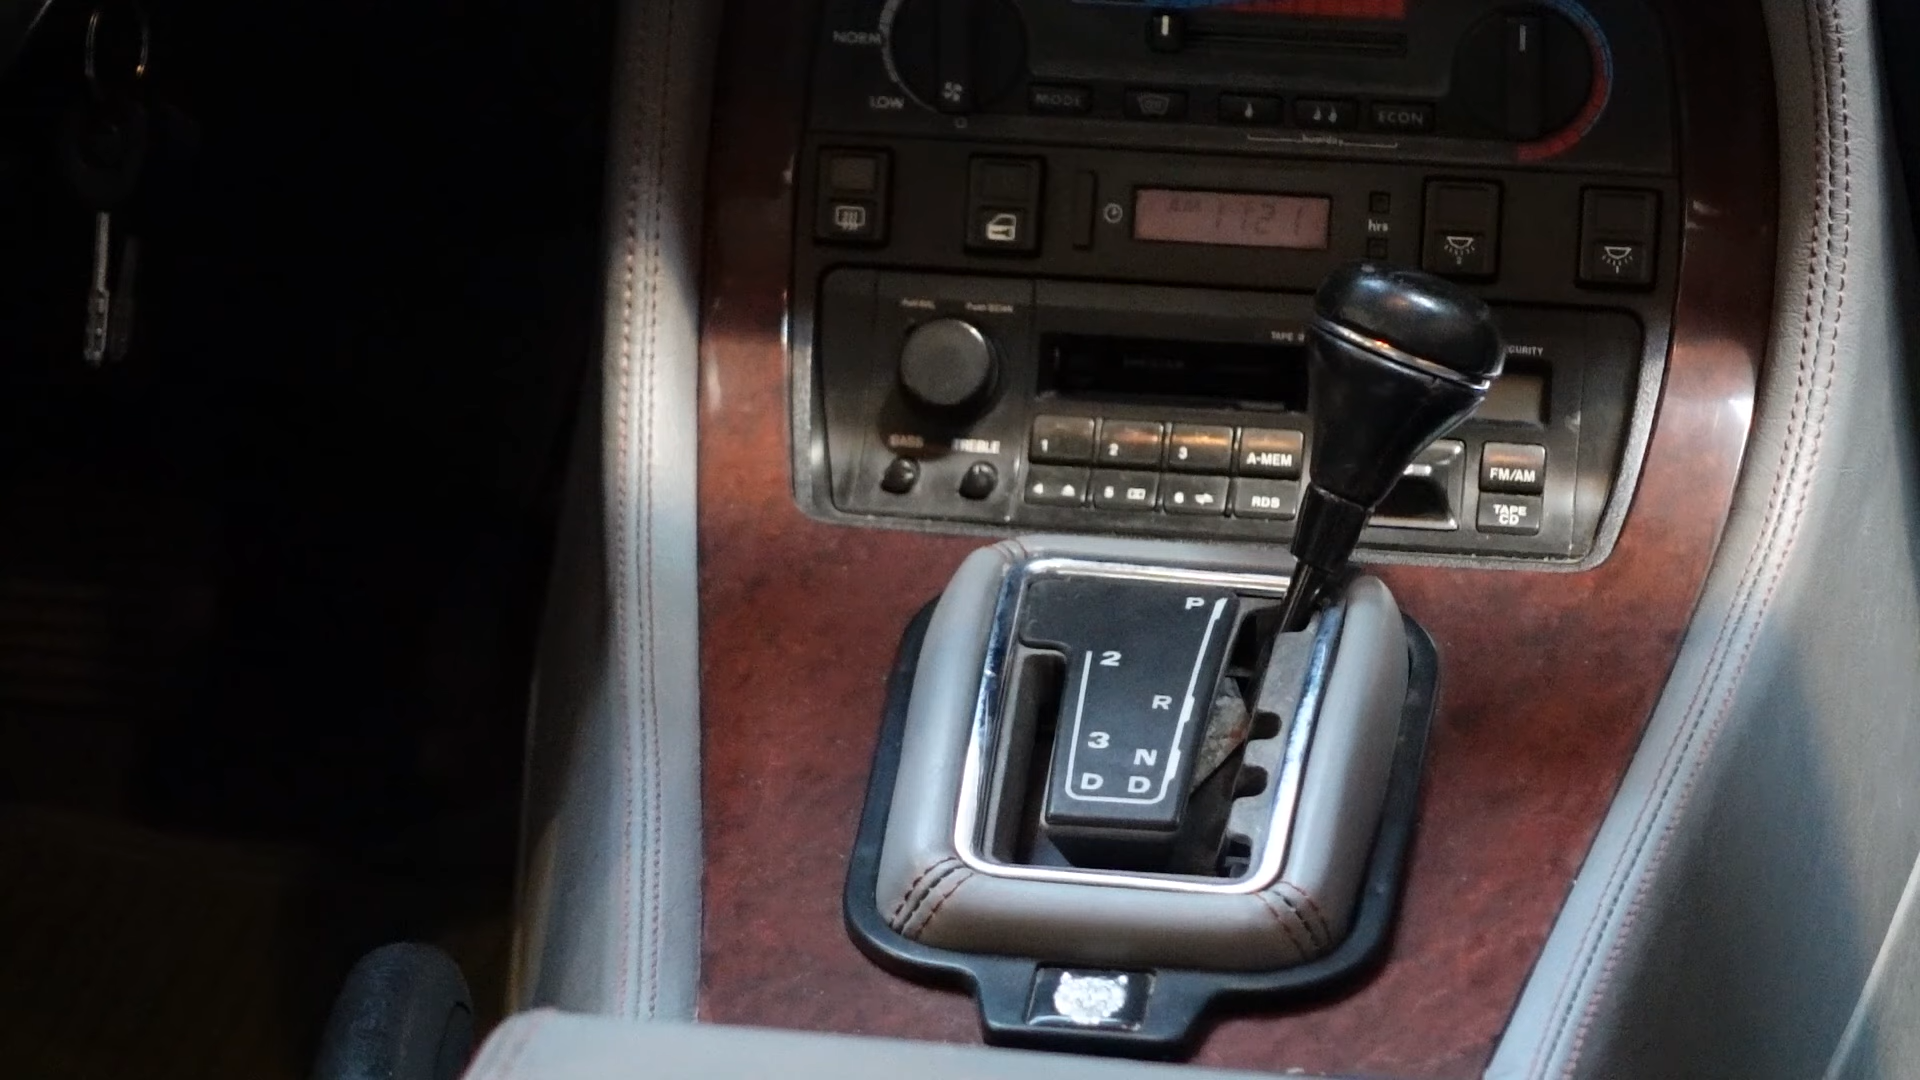 NORM
LOW
MODE
ECON
1121
hrs
BASS
TREBLE
1
2
3
A-MEM
4
5
6
RDS
FM/AM
TAPE
CD
P
2
R
3
N
D
D